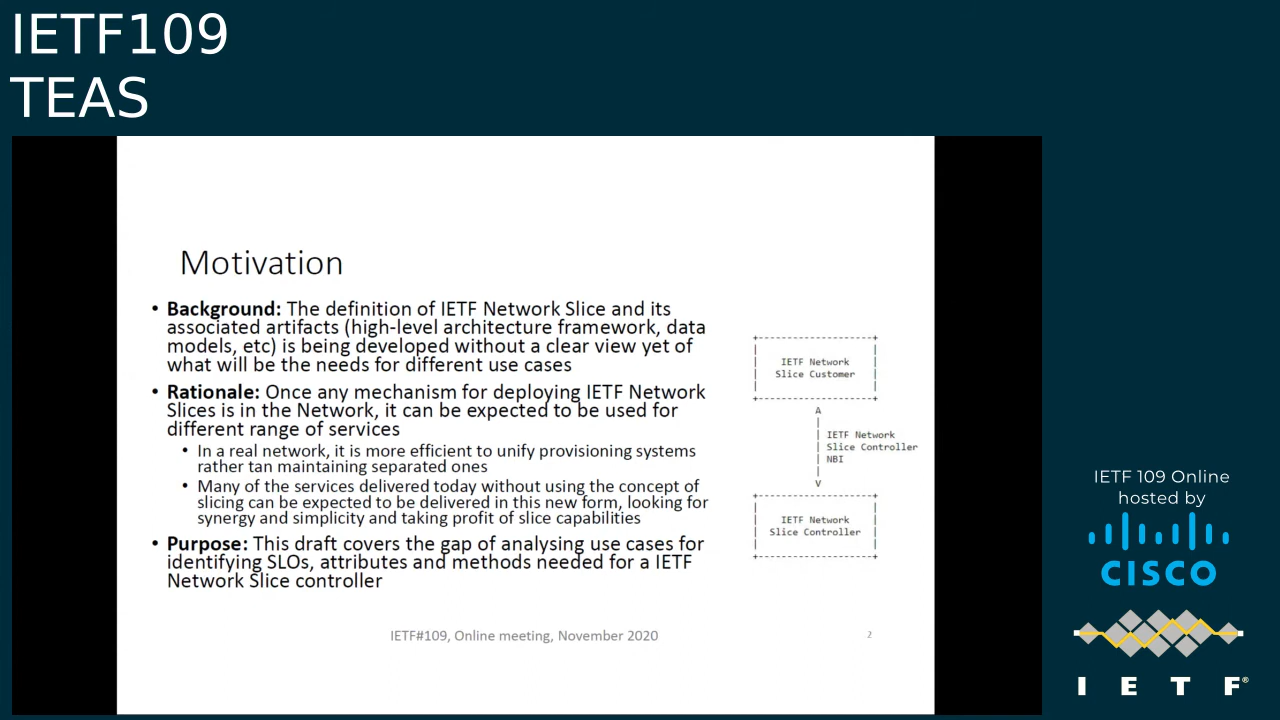 IETF109
TEAS
Motivation
• Background: The definition of IETF Network Slice and its
associated artifacts (high-level architecture framework, data
models, etc) is being developed without a clear view yet of
what will be the needs for different use cases
• Rationale: Once any mechanism for deploying IETF Network
Slices is in the Network, it can be expected to be used for
different range of services
• In a real network, it is more efficient to unify provisioning systems
rather tan maintaining separated ones
• Many of the services delivered today without using the concept of
slicing can be expected to be delivered in this new form, looking for
synergy and simplicity and taking profit of slice capabilities
• Purpose: This draft covers the gap of analysing use cases for
identifying SLOs, attributes and methods needed for a IETF
Network Slice controller
IETF Network
Slice Customer
A
IETF Network
Slice Controller
NBI
V
IETF Network
Slice Controller
IETF#109, Online meeting, November 2020
2
IETF 109 Online
hosted by
CISCO
I E T F®